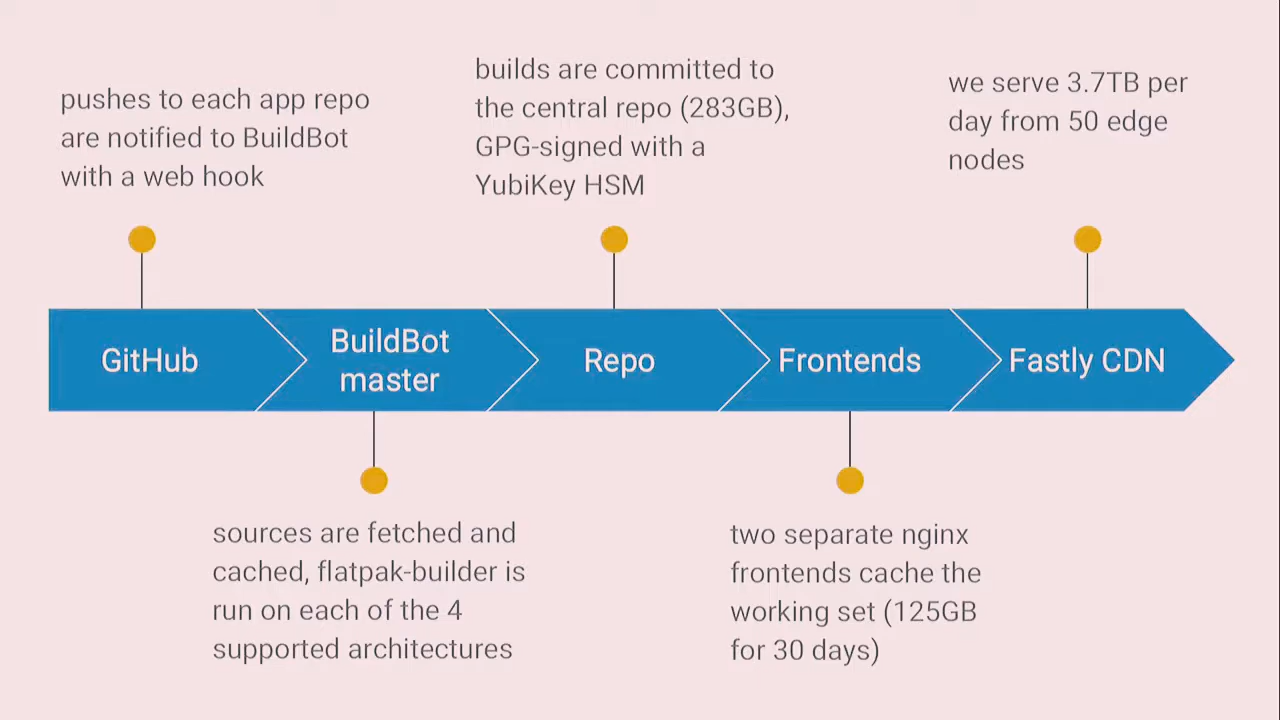 pushes to each app repo
are notified to BuildBot
with a web hook
builds are committed to
the central repo (283GB),
GPG-signed with a
YubiKey HSM
we serve 3.7TB per
day from 50 edge
nodes
GitHub
BuildBot
master
Repo
Frontends
Fastly CDN
sources are fetched and
cached, flatpak-builder is
run on each of the 4
supported architectures
two separate nginx
frontends cache the
working set (125GB
for 30 days)